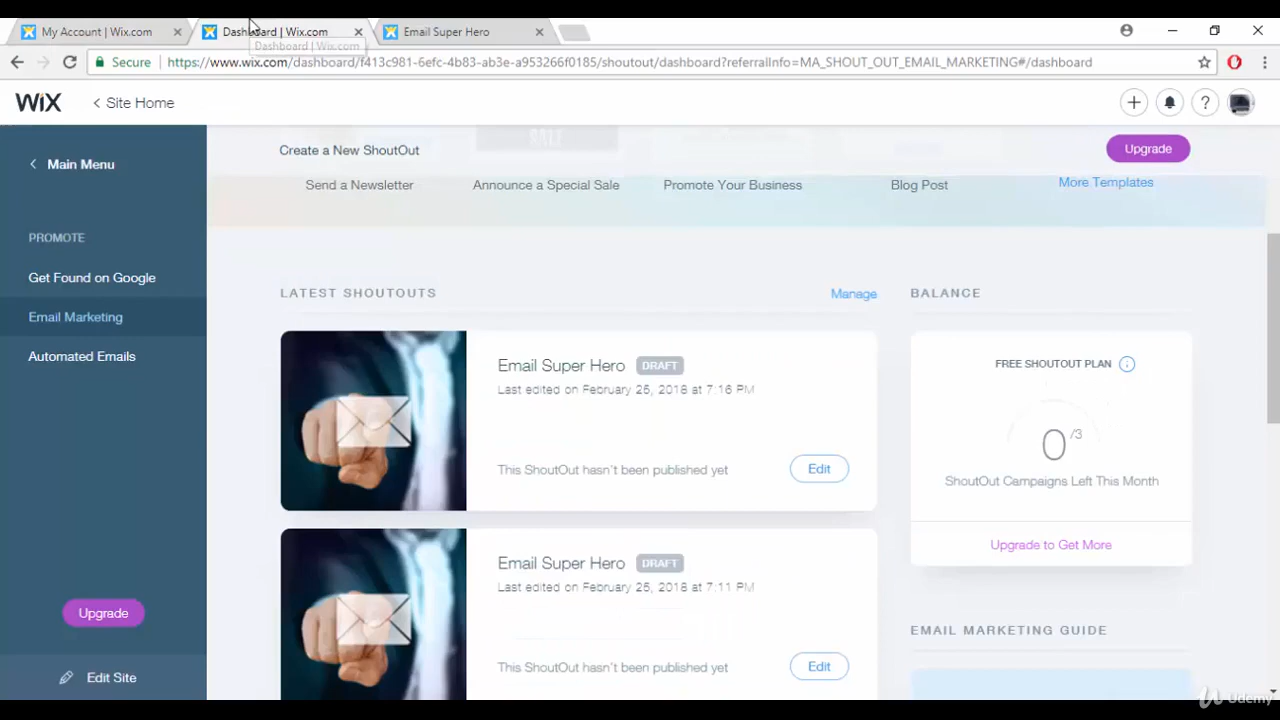 My Account | Wix.com
Dashboard | Wix.com
Email Super Hero
Dashboard | Wix.com
Secure
https://www.wix.com/dashboard/f413c981-6efc-4b83-ab3e-a953266f0185/shoutout/dashboard?referralInfo=MA_SHOUT_OUT_EMAIL_MARKETING#/dashboard
WIX
< Site Home
+
?
Main Menu
PROMOTE
Get Found on Google
Email Marketing
Automated Emails
Upgrade
Edit Site
SALE
Create a New ShoutOut
Upgrade
Send a Newsletter
Announce a Special Sale
Promote Your Business
Blog Post
More Templates
LATEST SHOUTOUTS
Manage
Email Super Hero DRAFT
Last edited on February 25, 2018 at 7:16 PM
This ShoutOut hasn't been published yet
Edit
Email Super Hero DRAFT
Last edited on February 25, 2018 at 7:11 PM
This ShoutOut hasn't been published yet
Edit
BALANCE
FREE SHOUTOUT PLAN
0/3
ShoutOut Campaigns Left This Month
Upgrade to Get More
EMAIL MARKETING GUIDE
Udemy